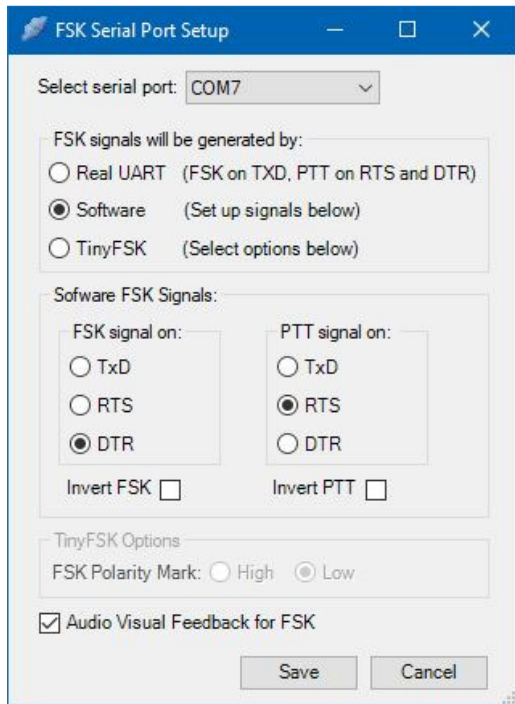 FSK Serial Port Setup
Select serial port: COM7
FSK signals will be generated by:
Real UART (FSK on TXD, PTT on RTS and DTR)
Software (Set up signals below)
TinyFSK (Select options below)
Sofware FSK Signals:
FSK signal on: PTT signal on:
TxD TxD
RTS RTS
DTR DTR
Invert FSK Invert PTT
TinyFSK Options
FSK Polarity Mark: High Low
Audio Visual Feedback for FSK
Save Cancel